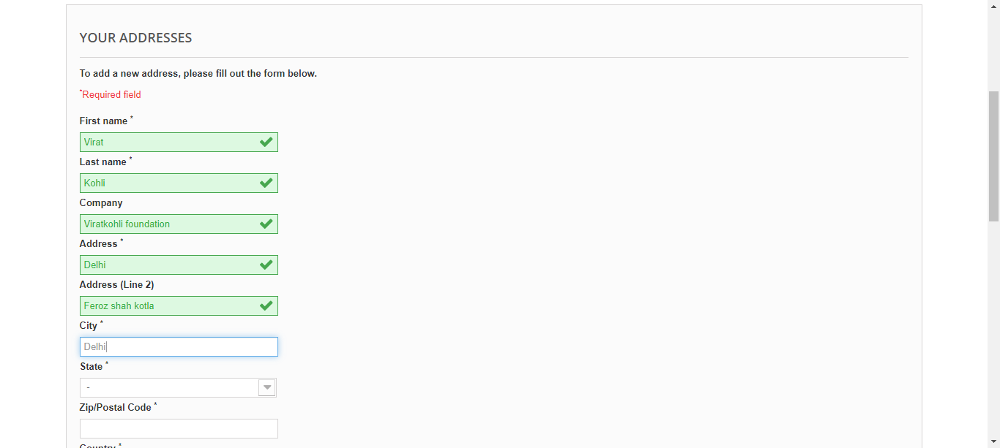 YOUR ADDRESSES
To add a new address, please fill out the form below.
*Required field
First name *
Virat
Last name *
Kohli
Company
Viratkohli foundation
Address *
Delhi
Address (Line 2)
Feroz shah kotla
City *
Delhi
State *
-
Zip/Postal Code *
Country *